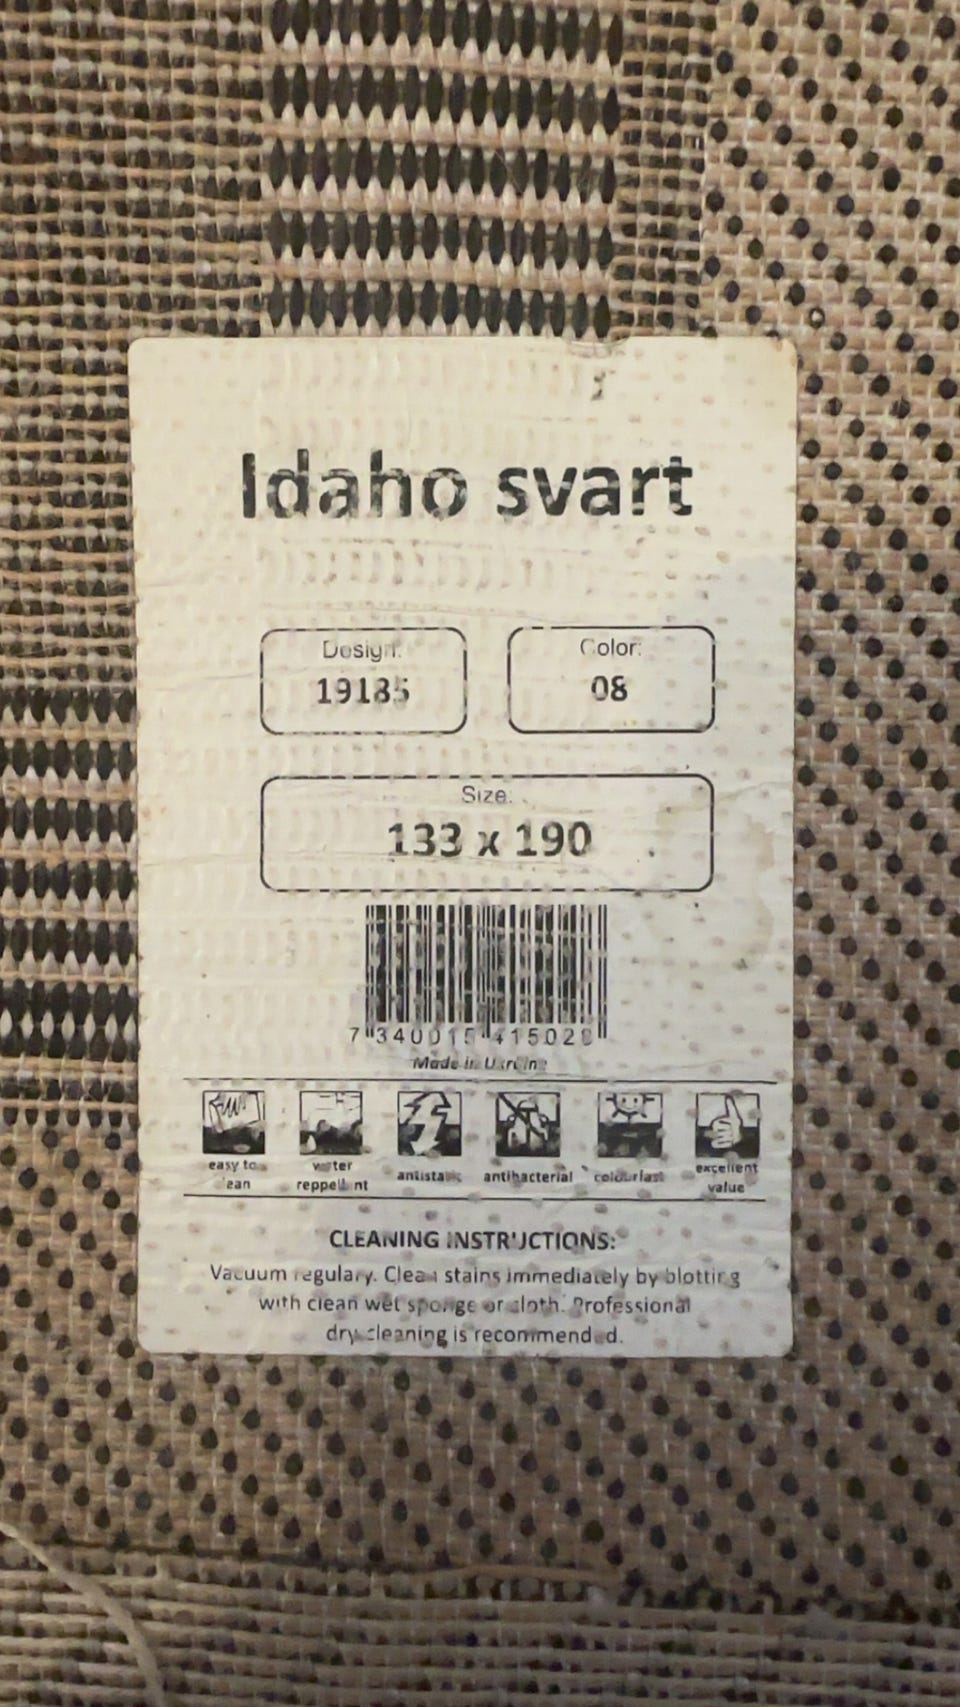 Idaho svart
Design:
19185
Color:
08
Size:
133 x 190
7 340015 41502
Made in Ukraine
easy to
water
antistatic
antibacterial
colourfast
excellent
clean
reppellent
value
CLEANING INSTRUCTIONS:
Vacuum regulary. Clean stains immediately by blotting
with clean wet sponge or cloth. Professional
dry cleaning is recommended.